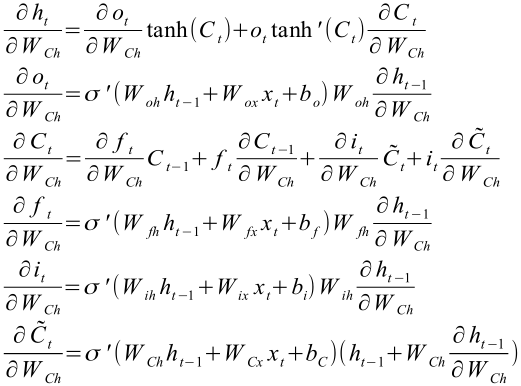 ∂h_t/∂W_Ch = ∂o_t/∂W_Ch tanh(C_t) + o_t tanh'(C_t) ∂C_t/∂W_Ch
∂o_t/∂W_Ch = σ'(W_oh h_{t-1} + W_ox x_t + b_o) W_oh ∂h_{t-1}/∂W_Ch
∂C_t/∂W_Ch = ∂f_t/∂W_Ch C_{t-1} + f_t ∂C_{t-1}/∂W_Ch + ∂i_t/∂W_Ch C̃_t + i_t ∂C̃_t/∂W_Ch
∂f_t/∂W_Ch = σ'(W_fh h_{t-1} + W_fx x_t + b_f) W_fh ∂h_{t-1}/∂W_Ch
∂i_t/∂W_Ch = σ'(W_ih h_{t-1} + W_ix x_t + b_i) W_ih ∂h_{t-1}/∂W_Ch
∂C̃_t/∂W_Ch = σ'(W_Ch h_{t-1} + W_Cx x_t + b_C)(h_{t-1} + W_Ch ∂h_{t-1}/∂W_Ch)